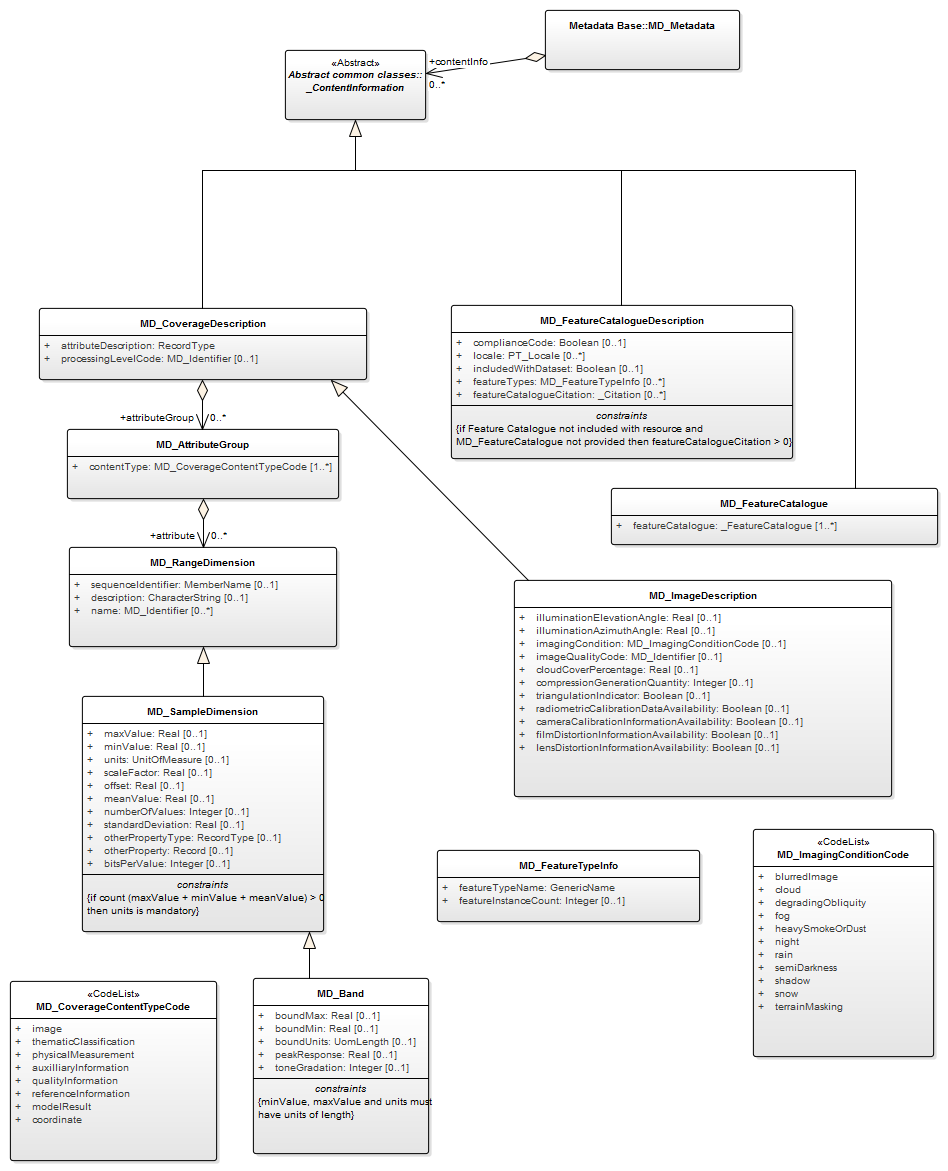 Metadata Base::MD_Metadata
«Abstract»
Abstract common classes::
_ContentInformation
+contentInfo
0..*
MD_CoverageDescription
+ attributeDescription: RecordType
+ processingLevelCode: MD_Identifier [0..1]
MD_FeatureCatalogueDescription
+ complianceCode: Boolean [0..1]
+ locale: PT_Locale [0..*]
+ includedWithDataset: Boolean [0..1]
+ featureTypes: MD_FeatureTypeInfo [0..*]
+ featureCatalogueCitation: _Citation [0..*]
constraints
{if Feature Catalogue not included with resource and
MD_FeatureCatalogue not provided then featureCatalogueCitation > 0}
+attributeGroup 0..*
MD_AttributeGroup
+ contentType: MD_CoverageContentTypeCode [1..*]
MD_FeatureCatalogue
+ featureCatalogue: _FeatureCatalogue [1..*]
+attribute 0..*
MD_RangeDimension
+ sequenceIdentifier: MemberName [0..1]
+ description: CharacterString [0..1]
+ name: MD_Identifier [0..*]
MD_ImageDescription
+ illuminationElevationAngle: Real [0..1]
+ illuminationAzimuthAngle: Real [0..1]
+ imagingCondition: MD_ImagingConditionCode [0..1]
+ imageQualityCode: MD_Identifier [0..1]
+ cloudCoverPercentage: Real [0..1]
+ compressionGenerationQuantity: Integer [0..1]
+ triangulationIndicator: Boolean [0..1]
+ radiometricCalibrationDataAvailability: Boolean [0..1]
+ cameraCalibrationInformationAvailability: Boolean [0..1]
+ filmDistortionInformationAvailability: Boolean [0..1]
+ lensDistortionInformationAvailability: Boolean [0..1]
MD_SampleDimension
+ maxValue: Real [0..1]
+ minValue: Real [0..1]
+ units: UnitOfMeasure [0..1]
+ scaleFactor: Real [0..1]
+ offset: Real [0..1]
+ meanValue: Real [0..1]
+ numberOfValues: Integer [0..1]
+ standardDeviation: Real [0..1]
+ otherPropertyType: RecordType [0..1]
+ otherProperty: Record [0..1]
+ bitsPerValue: Integer [0..1]
constraints
{if count (maxValue + minValue + meanValue) > 0
then units is mandatory}
MD_FeatureTypeInfo
+ featureTypeName: GenericName
+ featureInstanceCount: Integer [0..1]
«CodeList»
MD_ImagingConditionCode
+ blurredImage
+ cloud
+ degradingObliquity
+ fog
+ heavySmokeOrDust
+ night
+ rain
+ semiDarkness
+ shadow
+ snow
+ terrainMasking
«CodeList»
MD_CoverageContentTypeCode
+ image
+ thematicClassification
+ physicalMeasurement
+ auxilliaryInformation
+ qualityInformation
+ referenceInformation
+ modelResult
+ coordinate
MD_Band
+ boundMax: Real [0..1]
+ boundMin: Real [0..1]
+ boundUnits: UomLength [0..1]
+ peakResponse: Real [0..1]
+ toneGradation: Integer [0..1]
constraints
{minValue, maxValue and units must
have units of length}